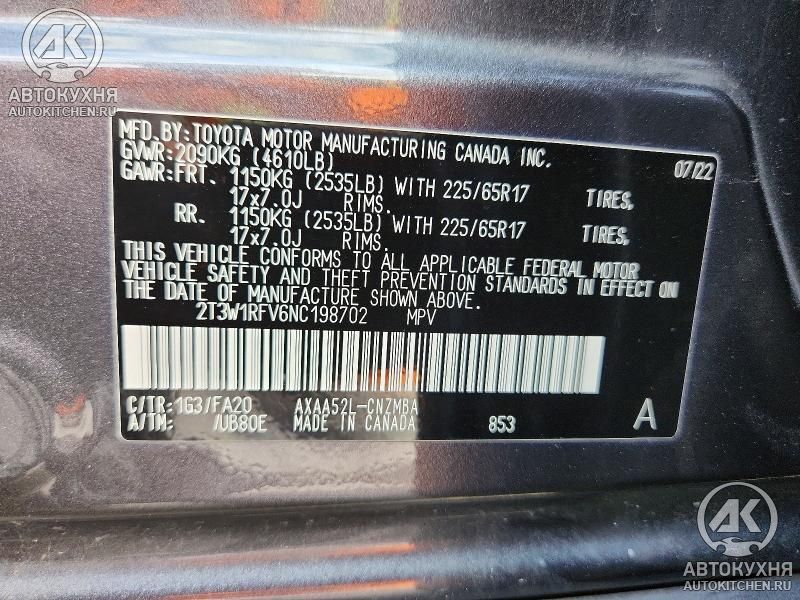 AK
АВТОКУХНЯ
AUTOKITCHEN.RU
MFD.BY:TOYOTA MOTOR MANUFACTURING CANADA INC.
GVWR:2090KG (4610LB) 07/22
GAWR:FRT. 1150KG (2535LB) WITH 225/65R17 TIRES,
17x7.0J RIMS.
RR. 1150KG (2535LB) WITH 225/65R17 TIRES,
17x7.0J RIMS.
THIS VEHICLE CONFORMS TO ALL APPLICABLE FEDERAL MOTOR
VEHICLE SAFETY AND THEFT PREVENTION STANDARDS IN EFFECT ON
THE DATE OF MANUFACTURE SHOWN ABOVE.
2T3W1RFV6NC198702 MPV
C/TR:1G3/FA20 AXAA52L-CNZMBA
A/TM: /UB80E MADE IN CANADA 853 A
AK
АВТОКУХНЯ
AUTOKITCHEN.RU